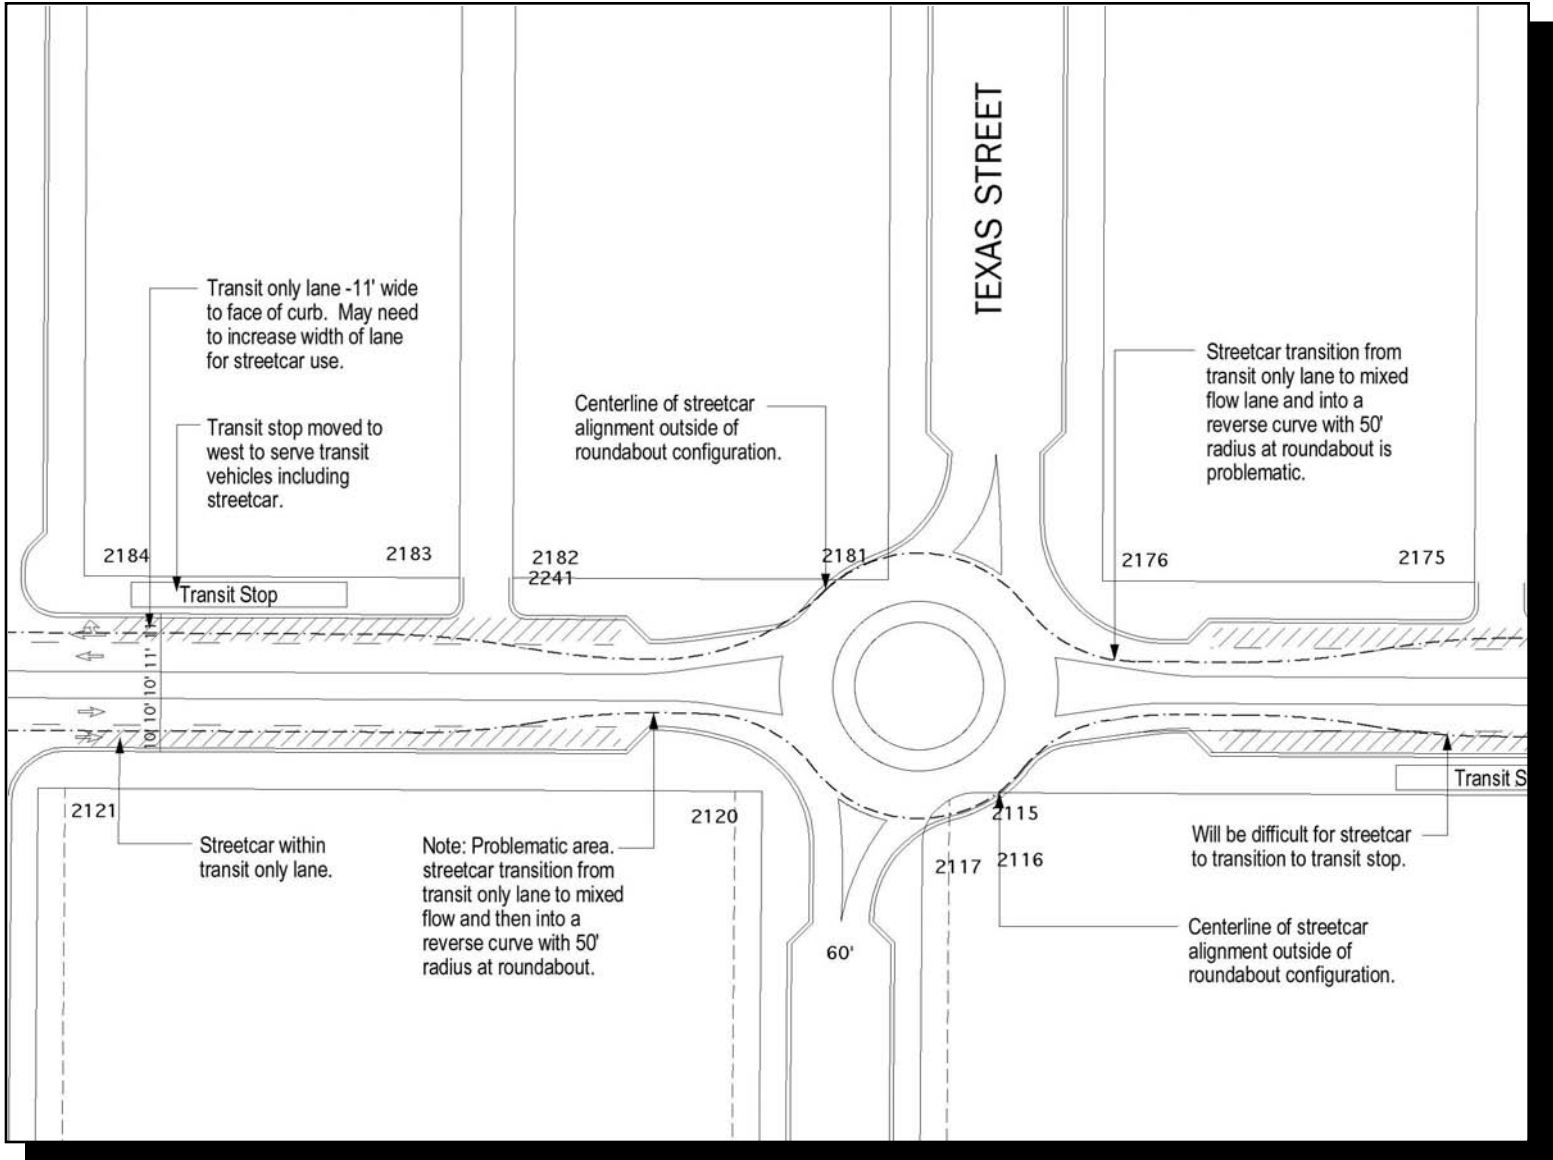 TEXAS STREET
Transit only lane -11' wide
to face of curb.  May need
to increase width of lane
for streetcar use.
Transit stop moved to
west to serve transit
vehicles including
streetcar.
Centerline of streetcar
alignment outside of
roundabout configuration.
Streetcar transition from
transit only lane to mixed
flow lane and into a
reverse curve with 50'
radius at roundabout is
problematic.
2184
2183
2182
2241
2181
2176
2175
Transit Stop
10' 10' 10' 11'
Transit S
2121
2120
2115
2116
2117
Streetcar within
transit only lane.
Note: Problematic area.
streetcar transition from
transit only lane to mixed
flow and then into a
reverse curve with 50'
radius at roundabout.
60'
Will be difficult for streetcar
to transition to transit stop.
Centerline of streetcar
alignment outside of
roundabout configuration.